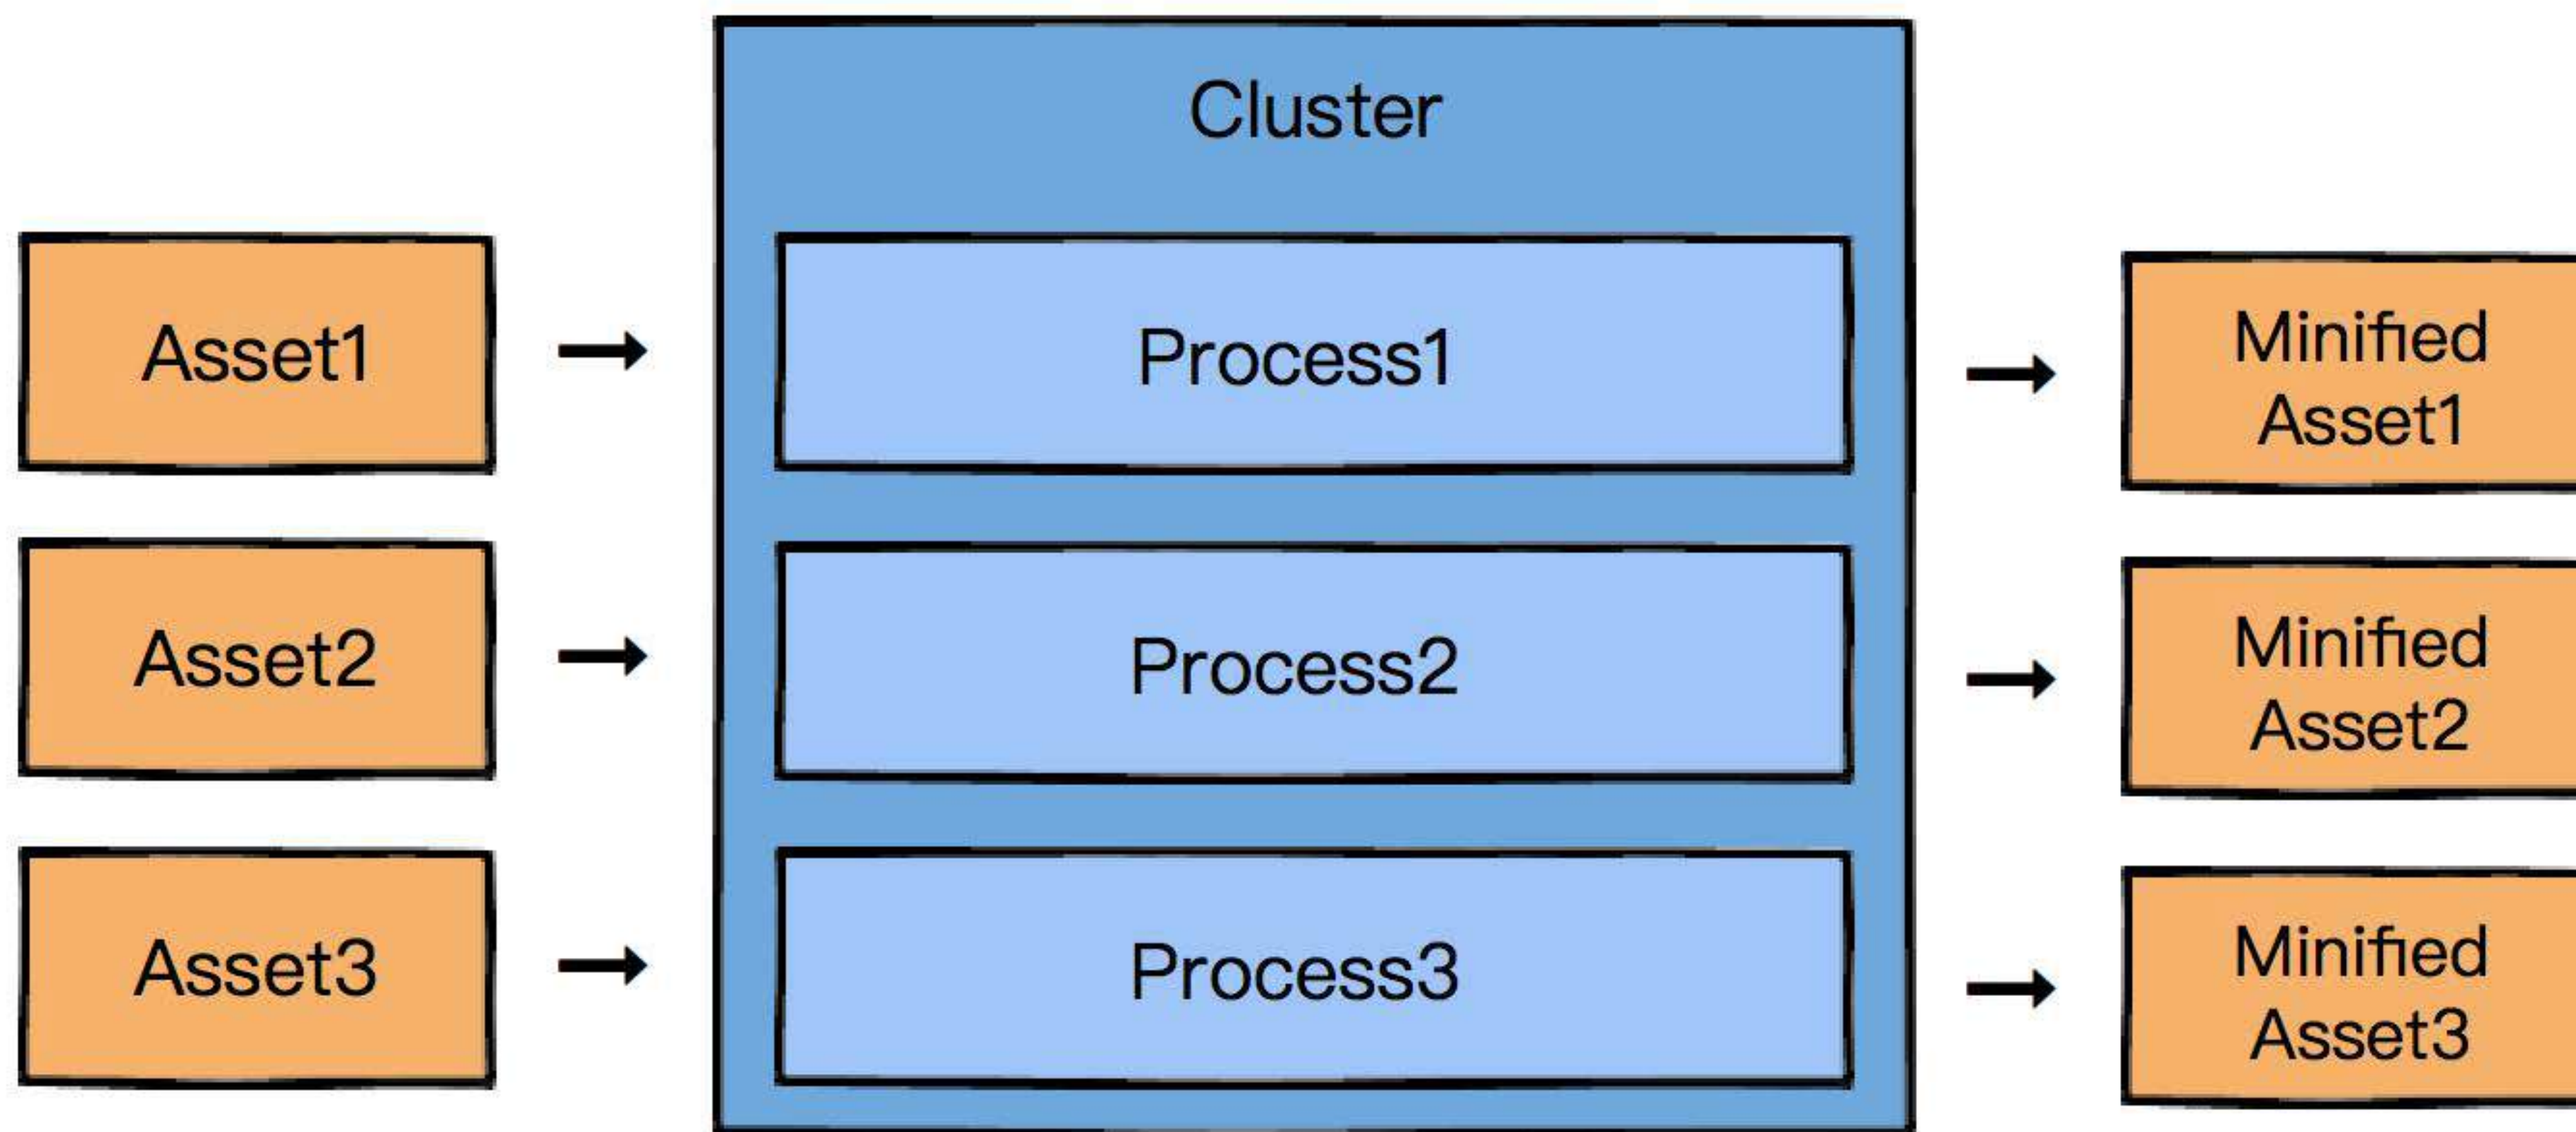 Cluster
Asset1
Process1
Minified
Asset1
Asset2
Process2
Minified
Asset2
Asset3
Process3
Minified
Asset3